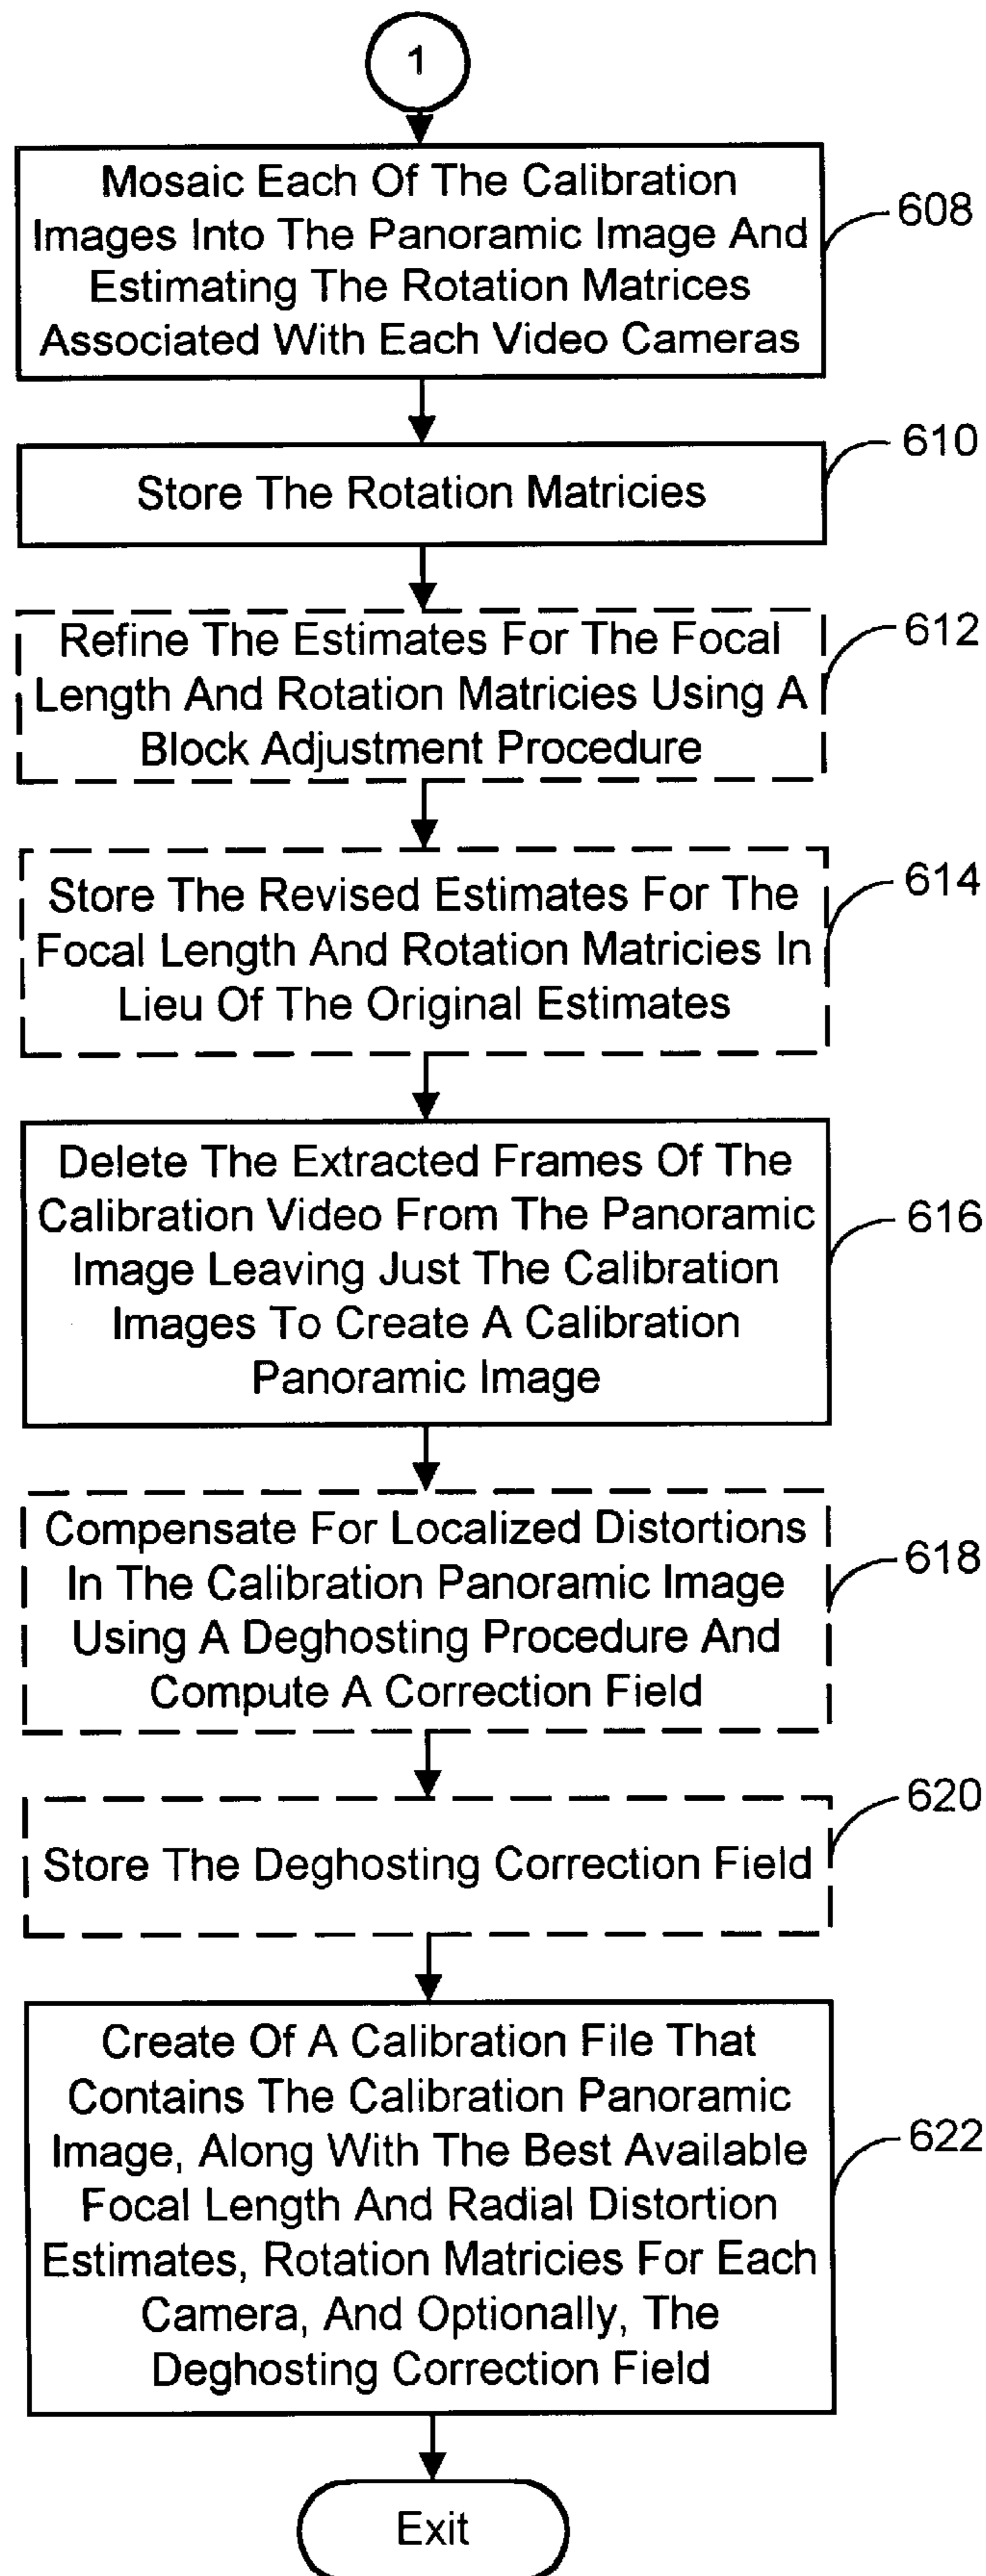 1
Mosaic Each Of The Calibration
Images Into The Panoramic Image And
Estimating The Rotation Matrices
Associated With Each Video Cameras
608
Store The Rotation Matricies
610
Refine The Estimates For The Focal
Length And Rotation Matricies Using A
Block Adjustment Procedure
612
Store The Revised Estimates For The
Focal Length And Rotation Matricies In
Lieu Of The Original Estimates
614
Delete The Extracted Frames Of The
Calibration Video From The Panoramic
Image Leaving Just The Calibration
Images To Create A Calibration
Panoramic Image
616
Compensate For Localized Distortions
In The Calibration Panoramic Image
Using A Deghosting Procedure And
Compute A Correction Field
618
Store The Deghosting Correction Field
620
Create Of A Calibration File That
Contains The Calibration Panoramic
Image, Along With The Best Available
Focal Length And Radial Distortion
Estimates, Rotation Matricies For Each
Camera, And Optionally, The
Deghosting Correction Field
622
Exit